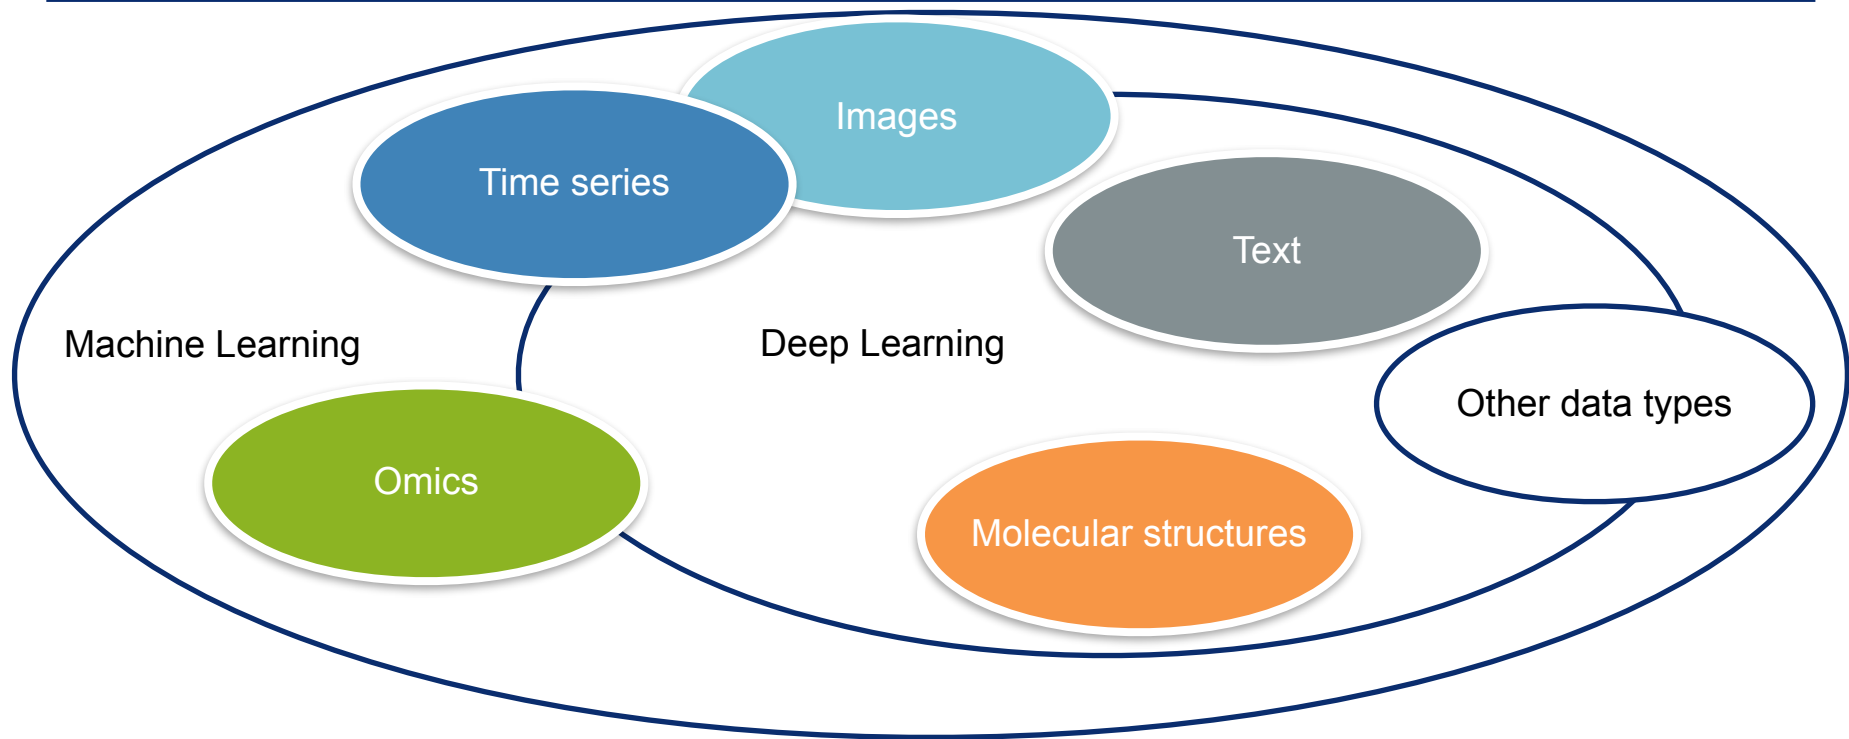 Images
Time series
Text
Machine Learning
Deep Learning
Other data types
Omics
Molecular structures